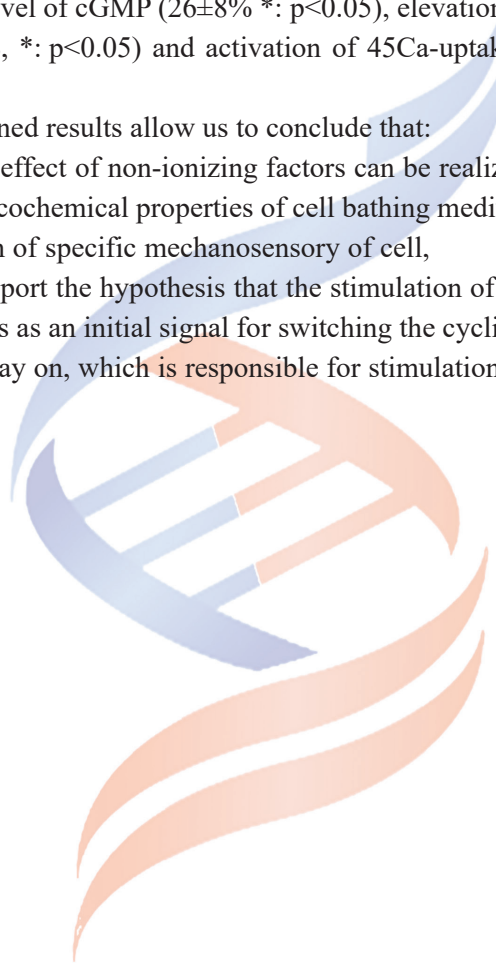 vel of cGMP (26±8% *: p<0.05), elevation
, *: p<0.05) and activation of 45Ca-uptak
ned results allow us to conclude that:
effect of non-ionizing factors can be realiz
cochemical properties of cell bathing medi
n of specific mechanosensory of cell,
port the hypothesis that the stimulation of
s as an initial signal for switching the cycli
ay on, which is responsible for stimulation